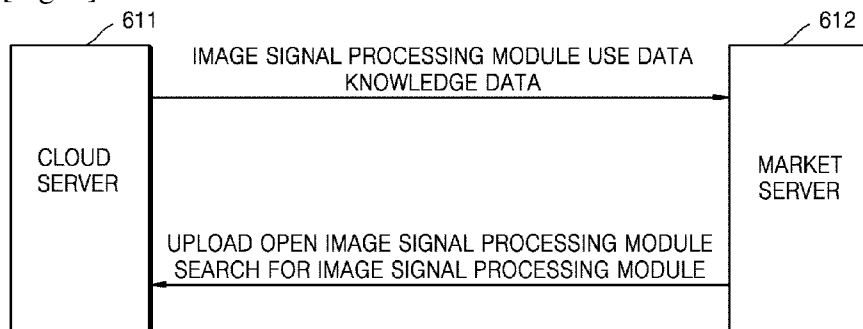 611
612
IMAGE SIGNAL PROCESSING MODULE USE DATA
KNOWLEDGE DATA
CLOUD
SERVER
MARKET
SERVER
UPLOAD OPEN IMAGE SIGNAL PROCESSING MODULE
SEARCH FOR IMAGE SIGNAL PROCESSING MODULE